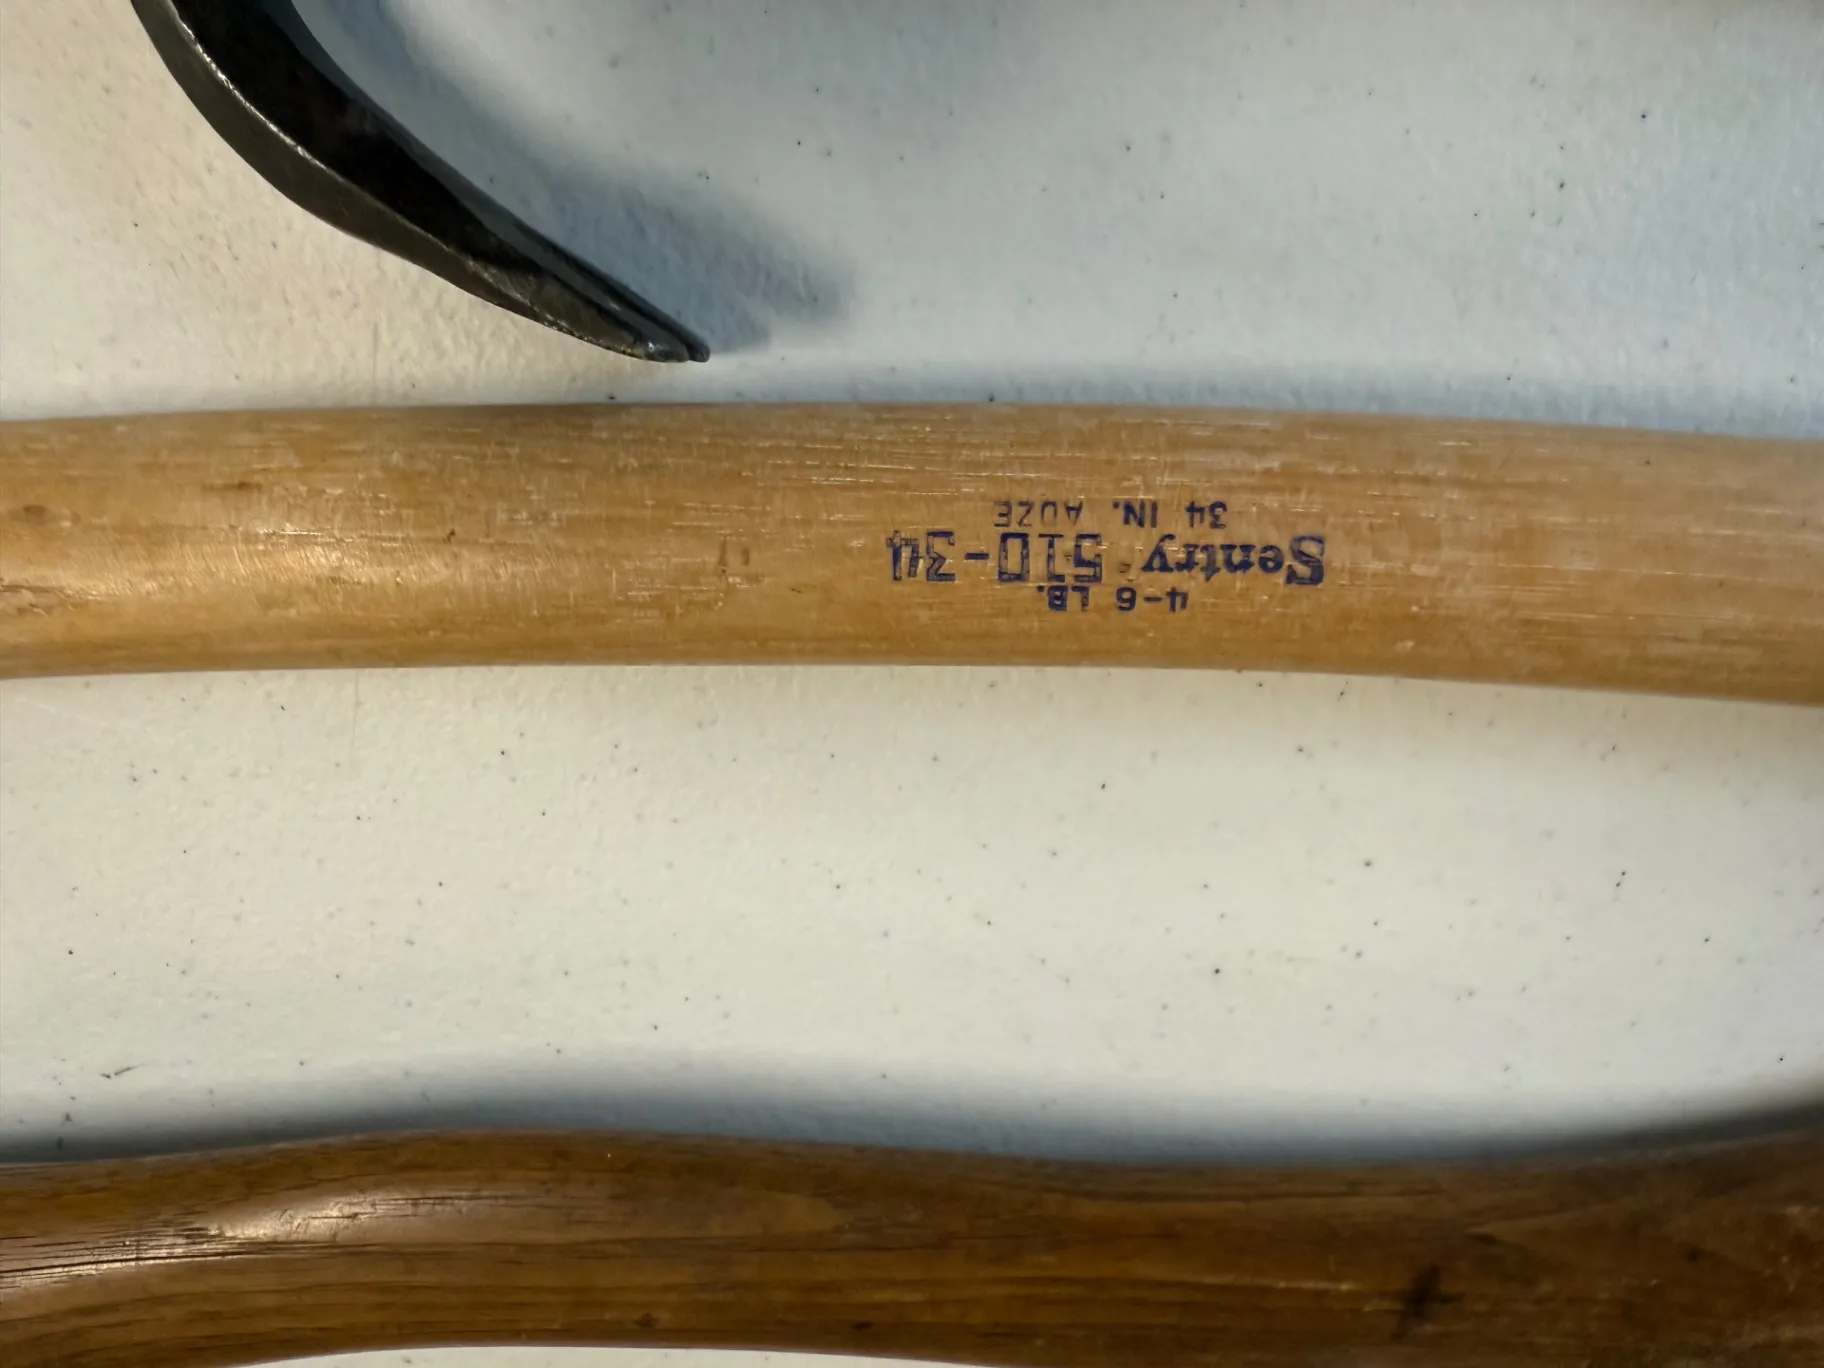 4-6 LB.
Sentry 510-34
34 IN. ADZE